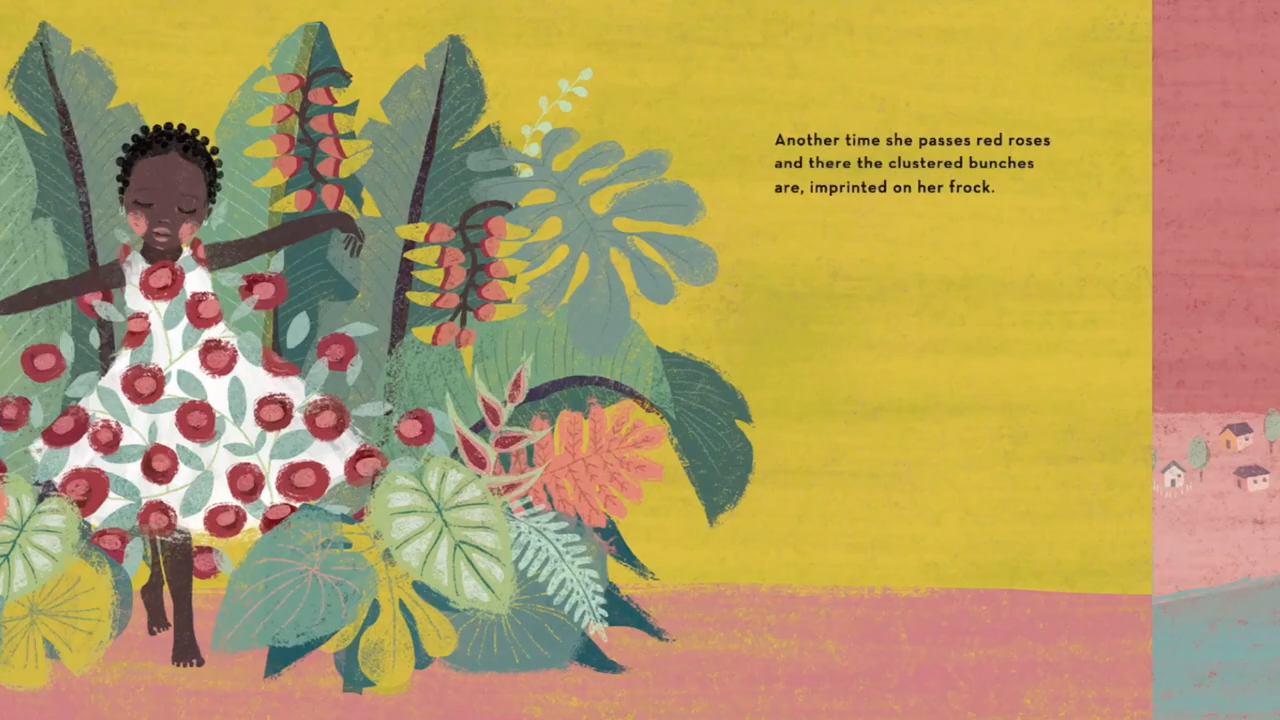 Another time she passes red roses
and there the clustered bunches
are, imprinted on her frock.